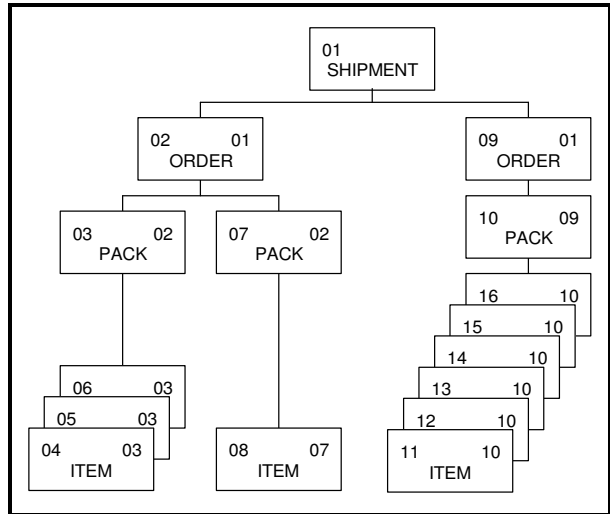 01
SHIPMENT
02 01
ORDER
09 01
ORDER
03 02
PACK
07 02
PACK
10 09
PACK
16 10
15 10
14 10
13 10
12 10
11 10
ITEM
06 03
05 03
04 03
ITEM
08 07
ITEM